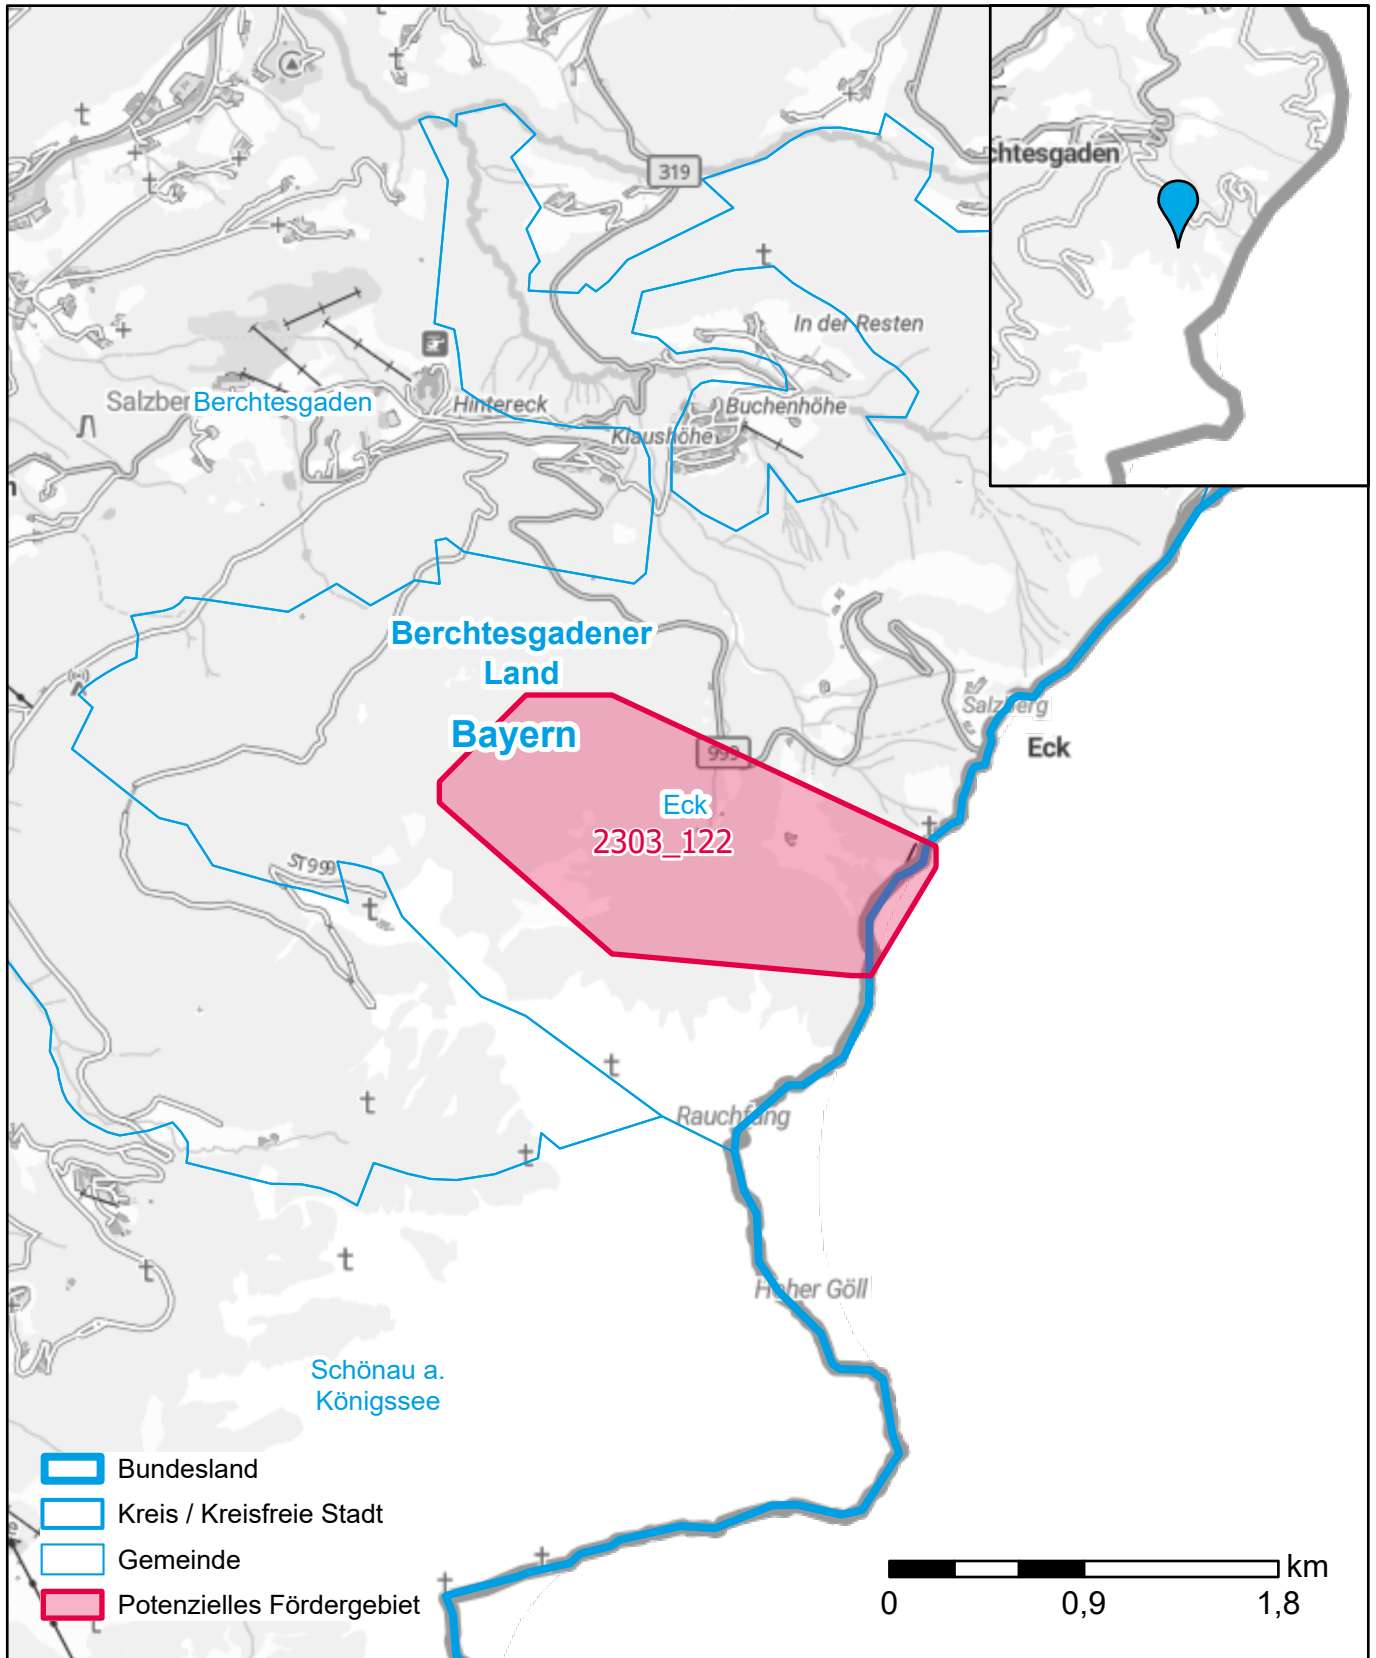 319
chtesgaden
In der Resten
Salzber
Berchtesgaden
Hintereck
Buchenhöhe
Klaushöhe
Berchtesgadener
Land
Bayern
Salzberg
Eck
999
Eck
2303_122
ST 999
Rauchfang
Hoher Göll
Schönau a.
Königssee
Bundesland
Kreis / Kreisfreie Stadt
Gemeinde
Potenzielles Fördergebiet
km
0
0,9
1,8